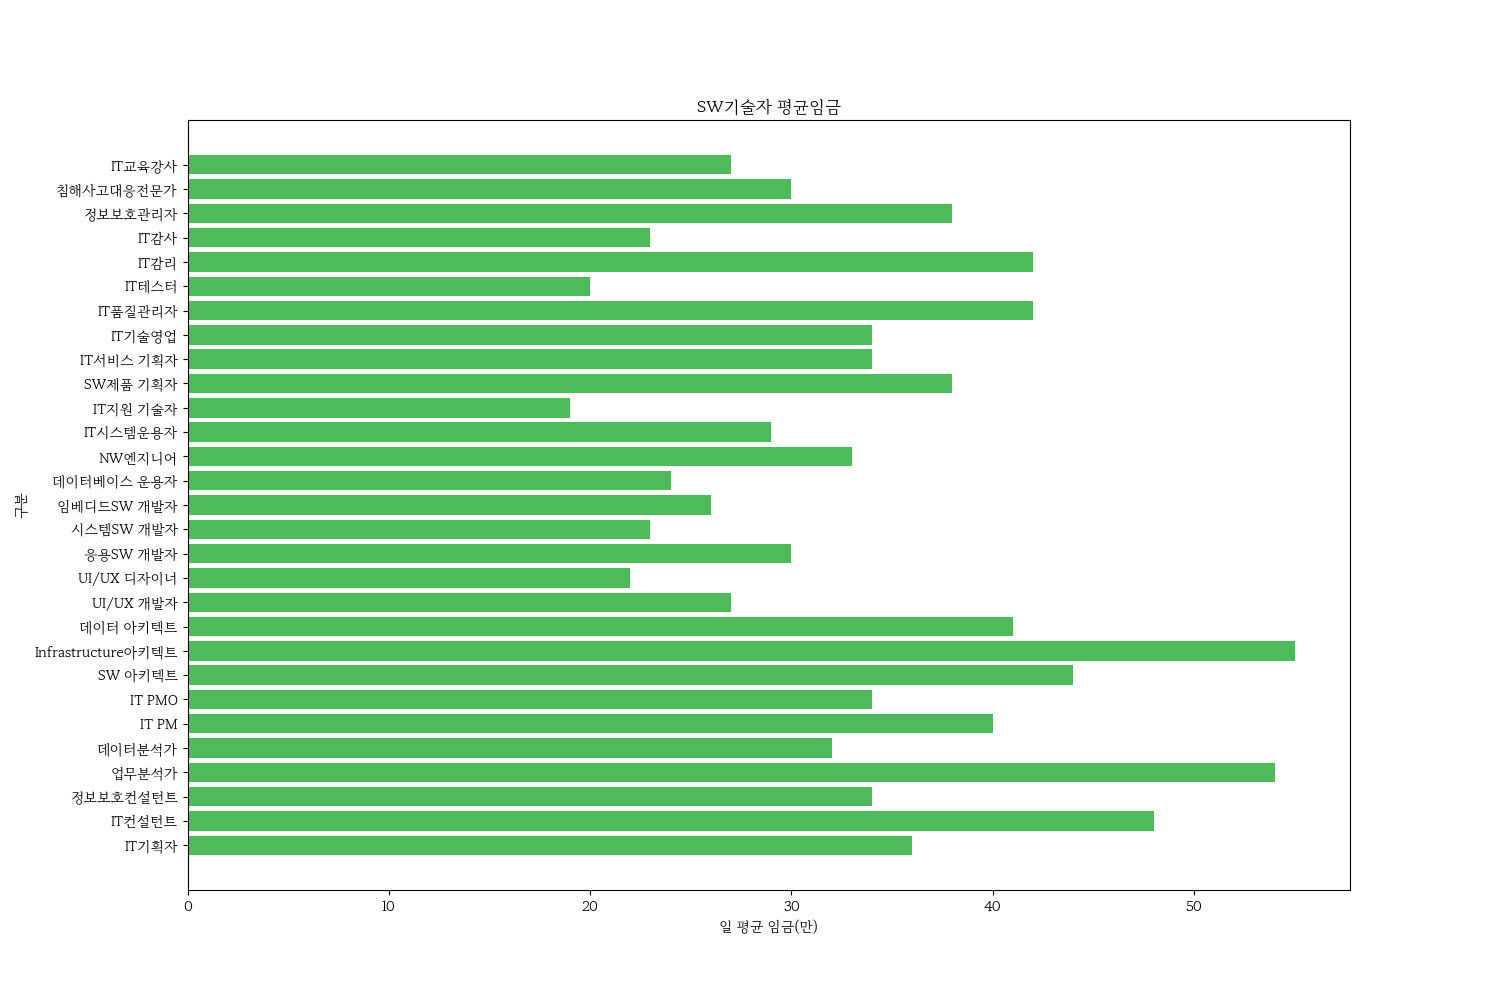 SW기술자 평균임금
IT교육강사
침해사고대응전문가
정보보호관리자
IT감사
IT감리
IT테스터
IT품질관리자
IT기술영업
IT서비스 기획자
SW제품 기획자
IT지원 기술자
IT시스템운용자
NW엔지니어
데이터베이스 운용자
임베디드SW 개발자
시스템SW 개발자
응용SW 개발자
UI/UX 디자이너
UI/UX 개발자
데이터 아키텍트
Infrastructure아키텍트
SW 아키텍트
IT PMO
IT PM
데이터분석가
업무분석가
정보보호컨설턴트
IT컨설턴트
IT기획자
구분
0 10 20 30 40 50
일 평균 임금(만)